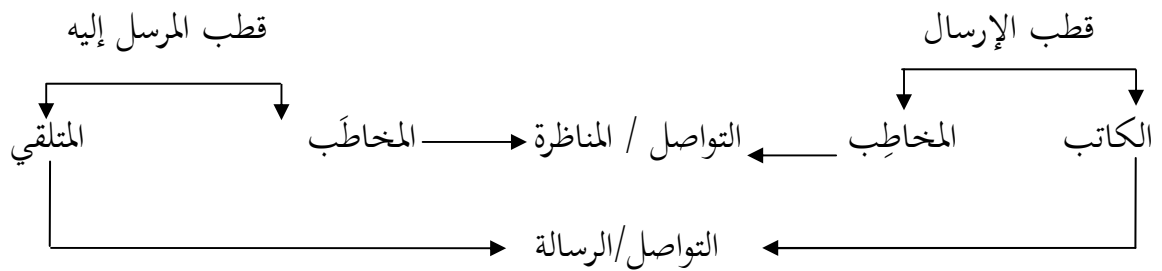 قطب الإرسال قطب المرسل إليه
الكاتب المخاطِب التواصل / المناظرة المخاطَب المتلقي
التواصل/الرسالة